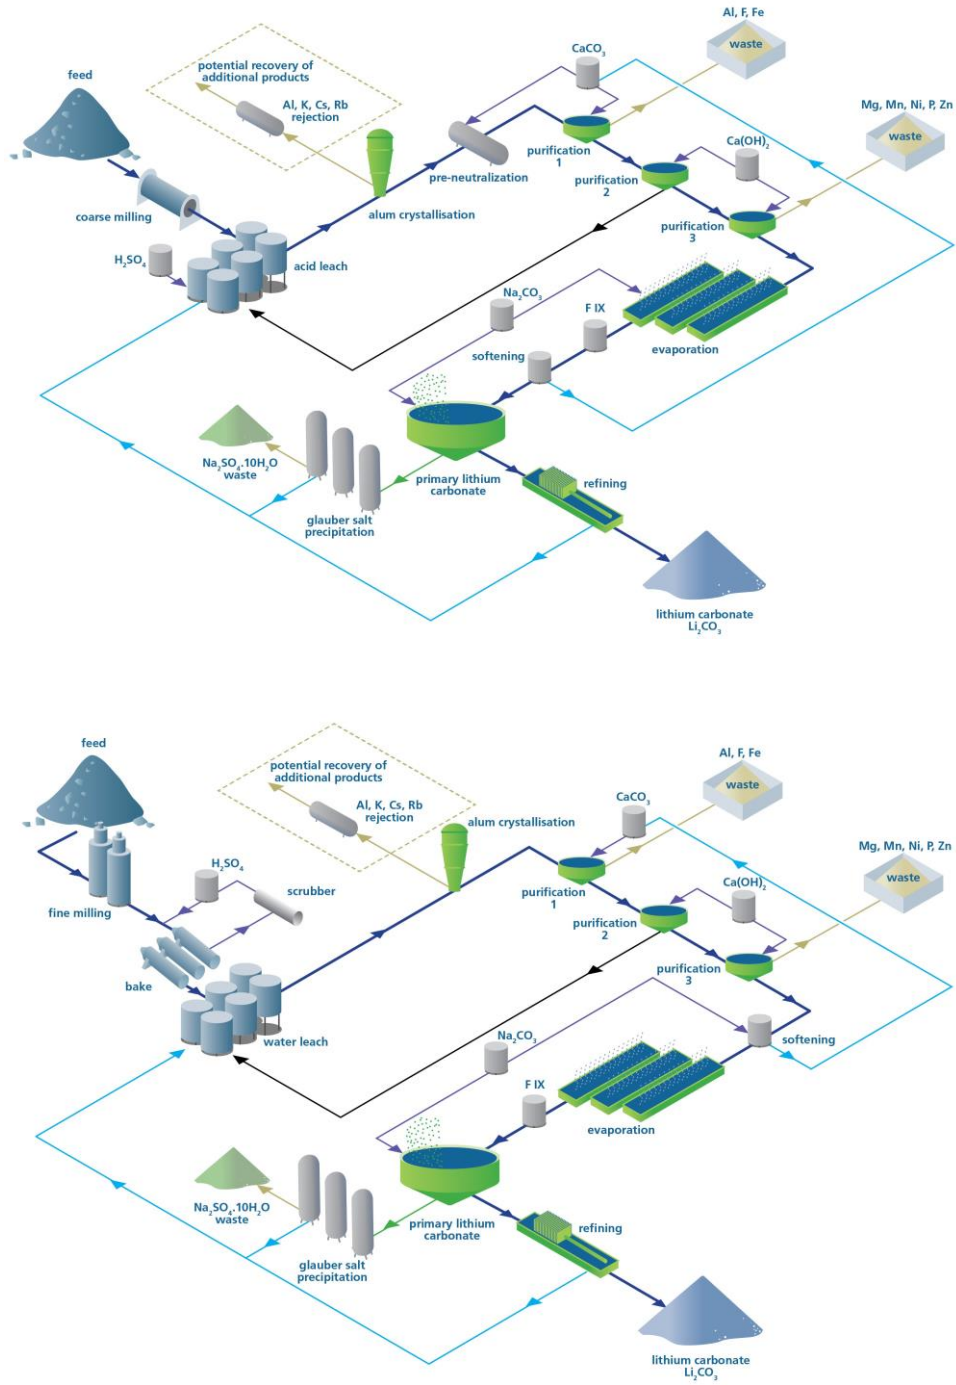 Al, F, Fe
waste
CaCO3
potential recovery of
additional products
feed
Al, K, Cs, Rb
rejection
Mg, Mn, Ni, P, Zn
waste
Ca(OH)2
purification
1
pre-neutralization
purification
2
coarse milling
alum crystallisation
purification
3
H2SO4
acid leach
Na2CO3
F IX
evaporation
softening
Na2SO4.10H2O
waste
primary lithium
carbonate
refining
glauber salt
precipitation
lithium carbonate
Li2CO3
feed
Al, F, Fe
potential recovery of
additional products
waste
CaCO3
Al, K, Cs, Rb
rejection
alum crystallisation
Mg, Mn, Ni, P, Zn
H2SO4
scrubber
waste
Ca(OH)2
purification
1
fine milling
purification
2
purification
3
bake
water leach
Na2CO3
softening
F IX
evaporation
Na2SO4.10H2O
waste
primary lithium
carbonate
refining
glauber salt
precipitation
lithium carbonate
Li2CO3